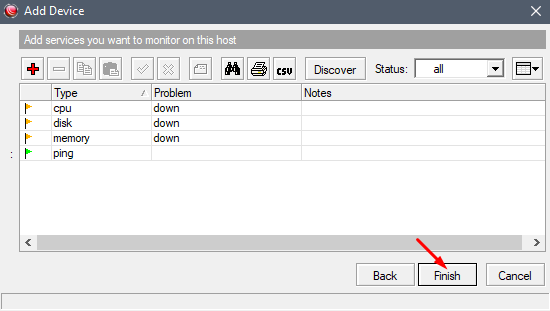 Add Device
Add services you want to monitor on this host
CSV Discover Status: all
Type Problem Notes
cpu down
disk down
memory down
: ping
Back Finish Cancel